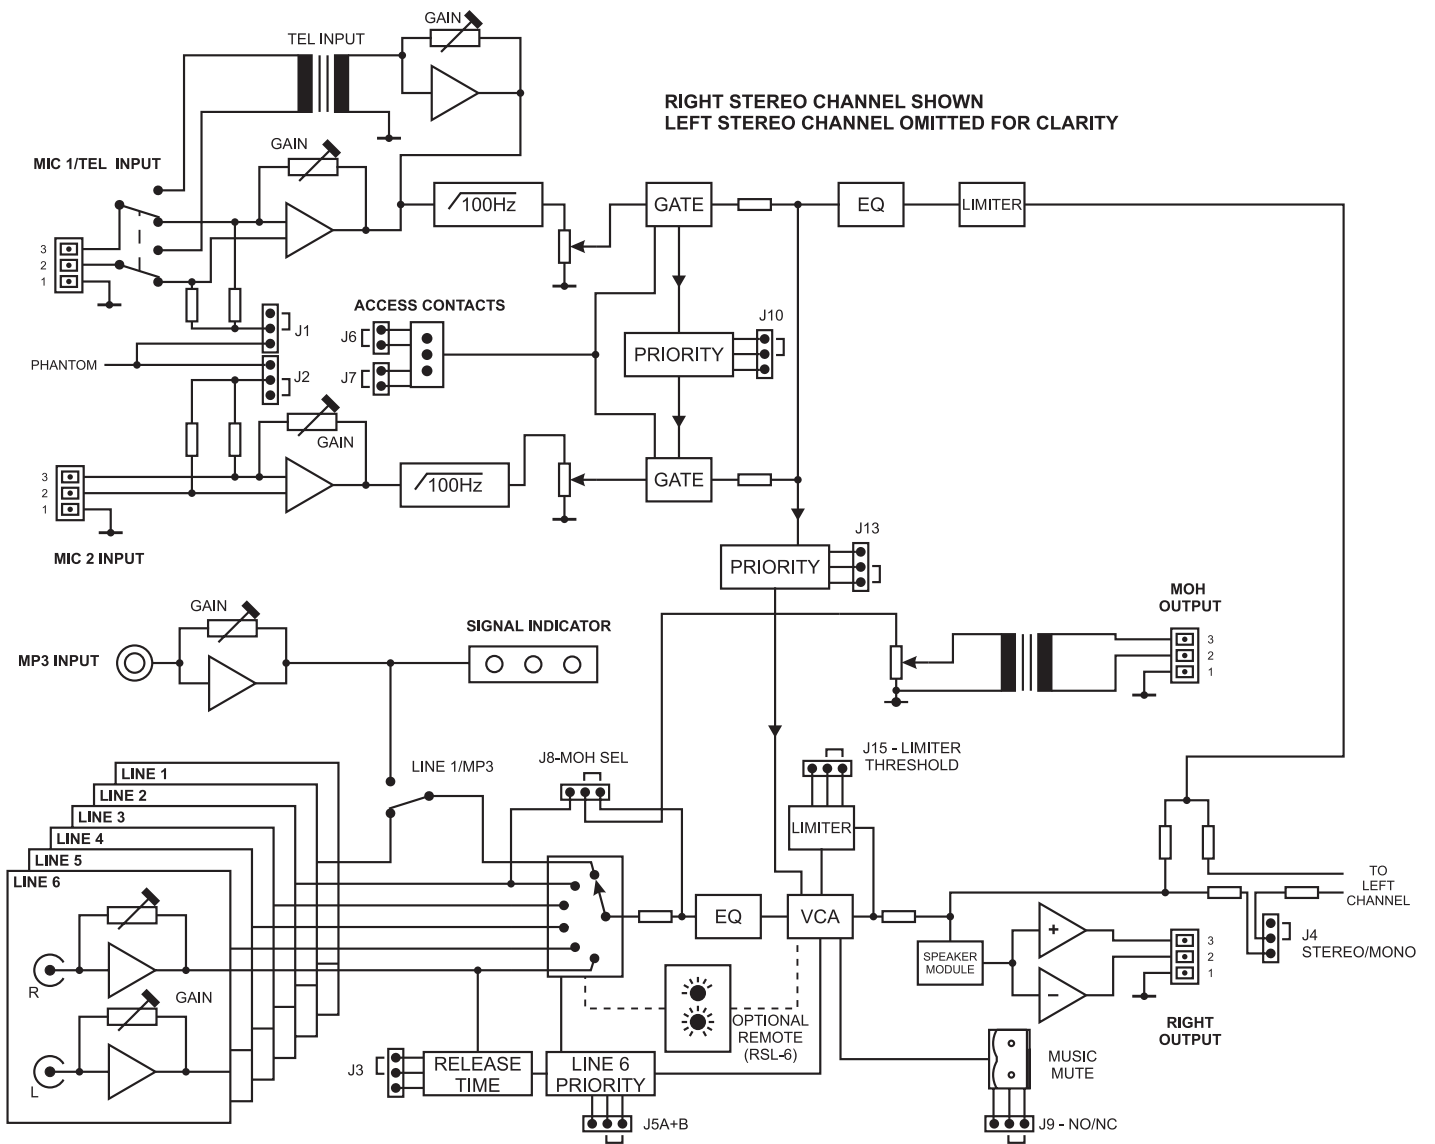 GAIN
TEL INPUT
RIGHT STEREO CHANNEL SHOWN
LEFT STEREO CHANNEL OMITTED FOR CLARITY
GAIN
MIC 1/TEL INPUT
100Hz
GATE
EQ
LIMITER
3
2
1
ACCESS CONTACTS
J1
J6
J10
PRIORITY
PHANTOM
J2
J7
GAIN
3
2
1
100Hz
GATE
MIC 2 INPUT
J13
PRIORITY
MOH
OUTPUT
GAIN
SIGNAL INDICATOR
3
2
1
MP3 INPUT
J8-MOH SEL
J15 - LIMITER
THRESHOLD
LINE 1/MP3
LINE 1
LINE 2
LINE 3
LINE 4
LINE 5
LINE 6
LIMITER
TO
LEFT
CHANNEL
EQ
VCA
J4
STEREO/MONO
+
−
SPEAKER
MODULE
3
2
1
R
GAIN
L
OPTIONAL
REMOTE
(RSL-6)
RIGHT
OUTPUT
J3
RELEASE
TIME
LINE 6
PRIORITY
MUSIC
MUTE
J5A+B
J9 - NO/NC